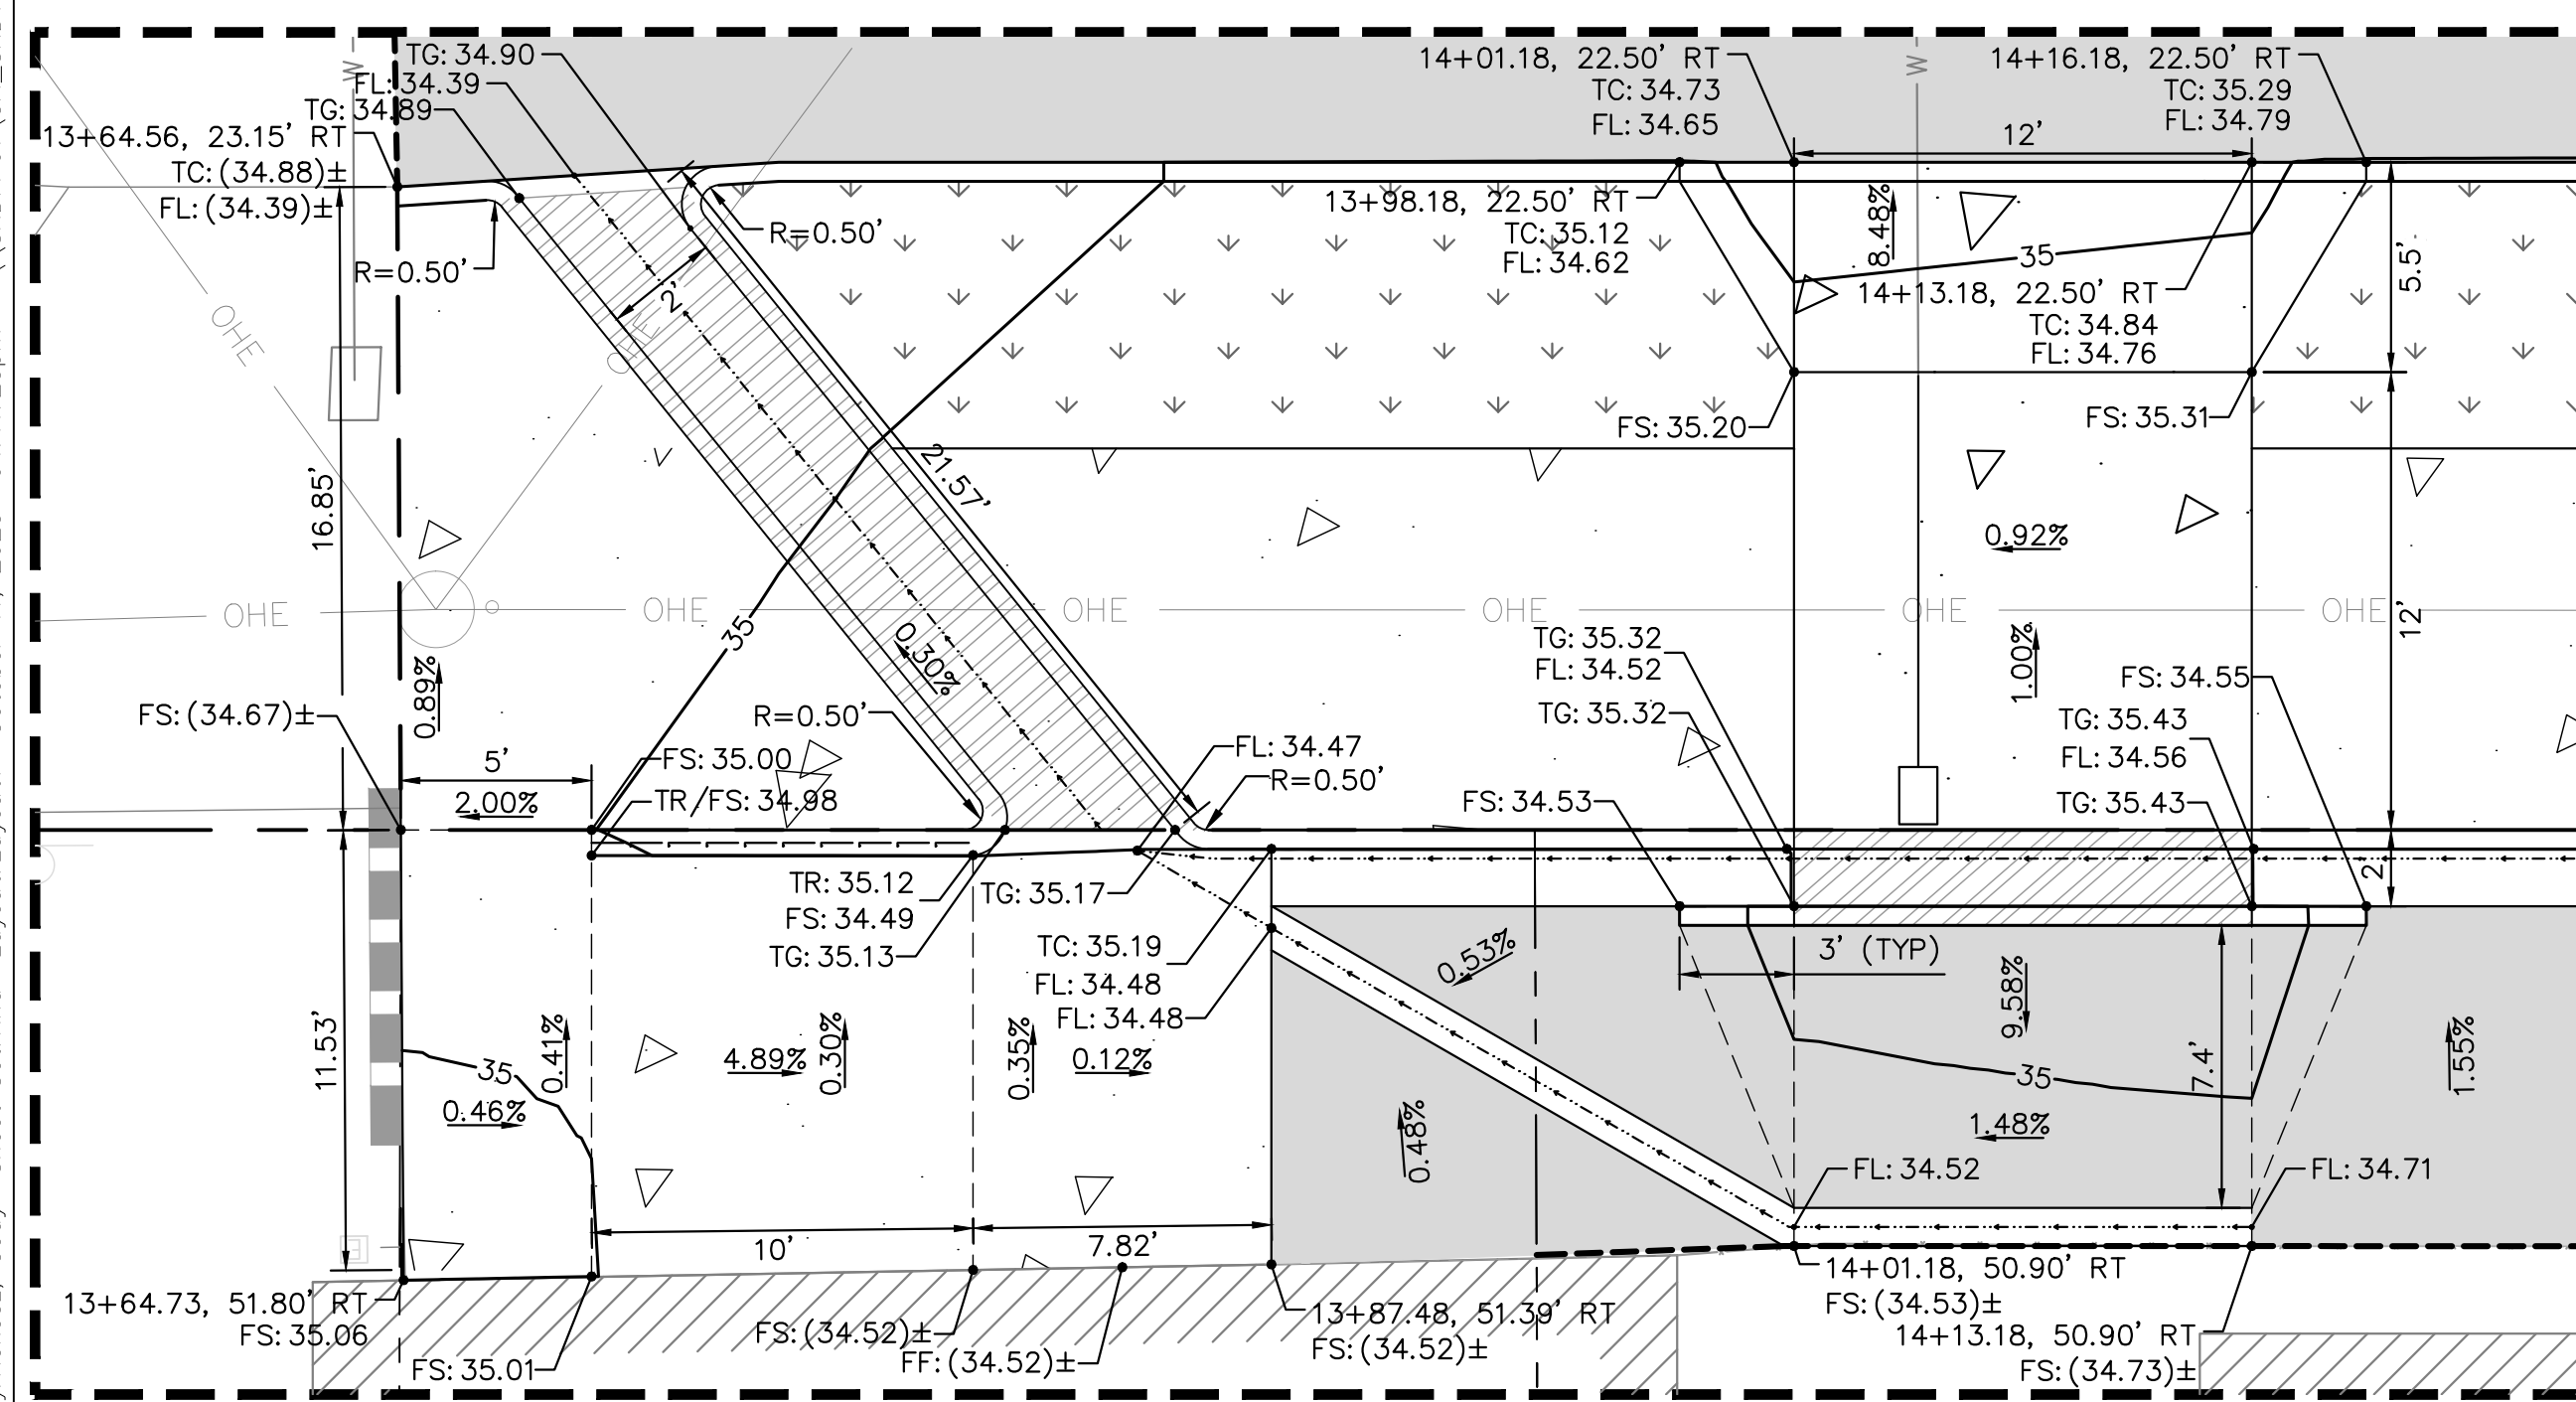 TG: 34.90
FL: 34.39
TG: 34.89
13+64.56, 23.15' RT
TC: (34.88)±
FL: (34.39)±
W
R=0.50'
R=0.50'
2'
14+01.18, 22.50' RT
TC: 34.73
FL: 34.65
W
14+16.18, 22.50' RT
TC: 35.29
FL: 34.79
12'
13+98.18, 22.50' RT
TC: 35.12
FL: 34.62
8.48%
35
14+13.18, 22.50' RT
TC: 34.84
FL: 34.76
5.5'
FS: 35.20
FS: 35.31
OHE
OHE
16.85'
21.57'
0.92%
OHE
OHE
OHE
OHE
OHE
OHE
12'
35
0.30%
0.89%
1.00%
TG: 35.32
FL: 34.52
TG: 35.32
FS: 34.55
TG: 35.43
FL: 34.56
TG: 35.43
FS: (34.67)±
R=0.50'
FL: 34.47
R=0.50'
FS: 34.53
5'
2.00%
FS: 35.00
TR/FS: 34.98
TR: 35.12
FS: 34.49
TG: 35.13
TG: 35.17
TC: 35.19
FL: 34.48
FL: 34.48
2'
3' (TYP)
0.53%
9.58%
11.53'
35
0.46%
0.41%
4.89%
0.30%
0.35%
0.12%
0.48%
35
1.48%
7.4'
1.55%
FL: 34.52
FL: 34.71
E
10'
7.82'
13+64.73, 51.80' RT
FS: 35.06
FS: 35.01
FS: (34.52)±
FF: (34.52)±
13+87.48, 51.39' RT
FS: (34.52)±
14+01.18, 50.90' RT
FS: (34.53)±
14+13.18, 50.90' RT
FS: (34.73)±